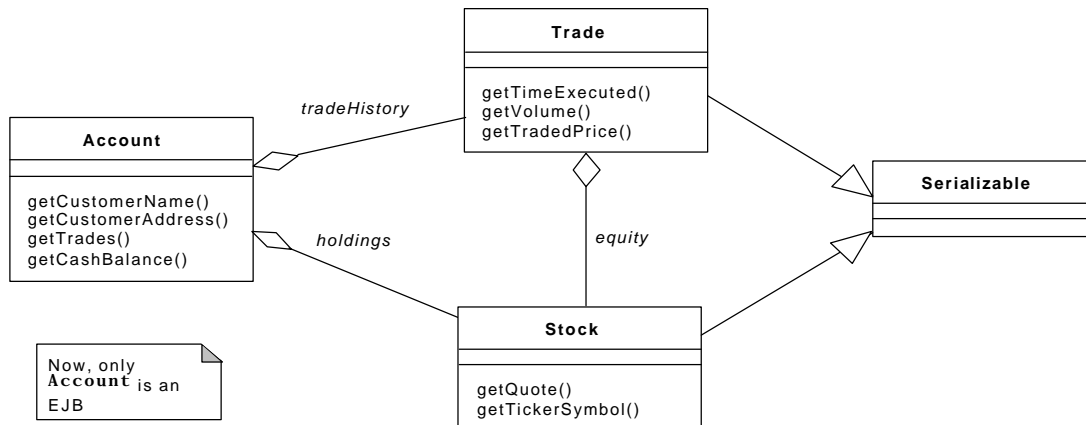 Trade
getTimeExecuted()
getVolume()
getTradedPrice()
tradeHistory
Account
getCustomerName()
getCustomerAddress()
getTrades()
getCashBalance()
Serializable
holdings
equity
Stock
getQuote()
getTickerSymbol()
Now, only
Account is an
EJB